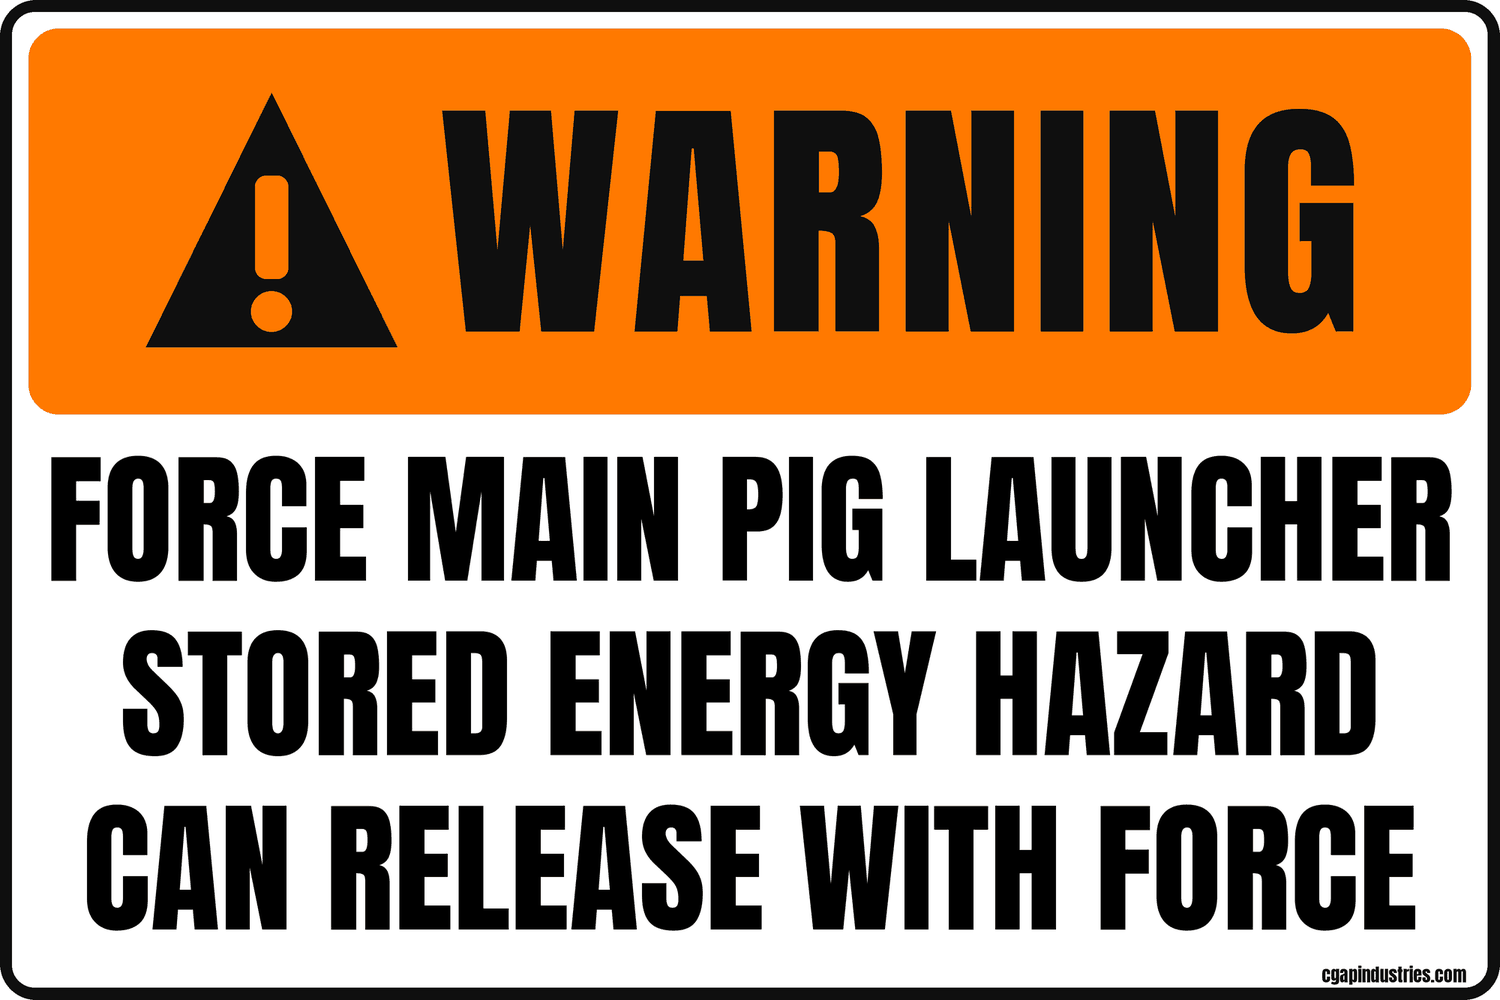 WARNING
FORCE MAIN PIG LAUNCHER
STORED ENERGY HAZARD
CAN RELEASE WITH FORCE
cgapindustries.com